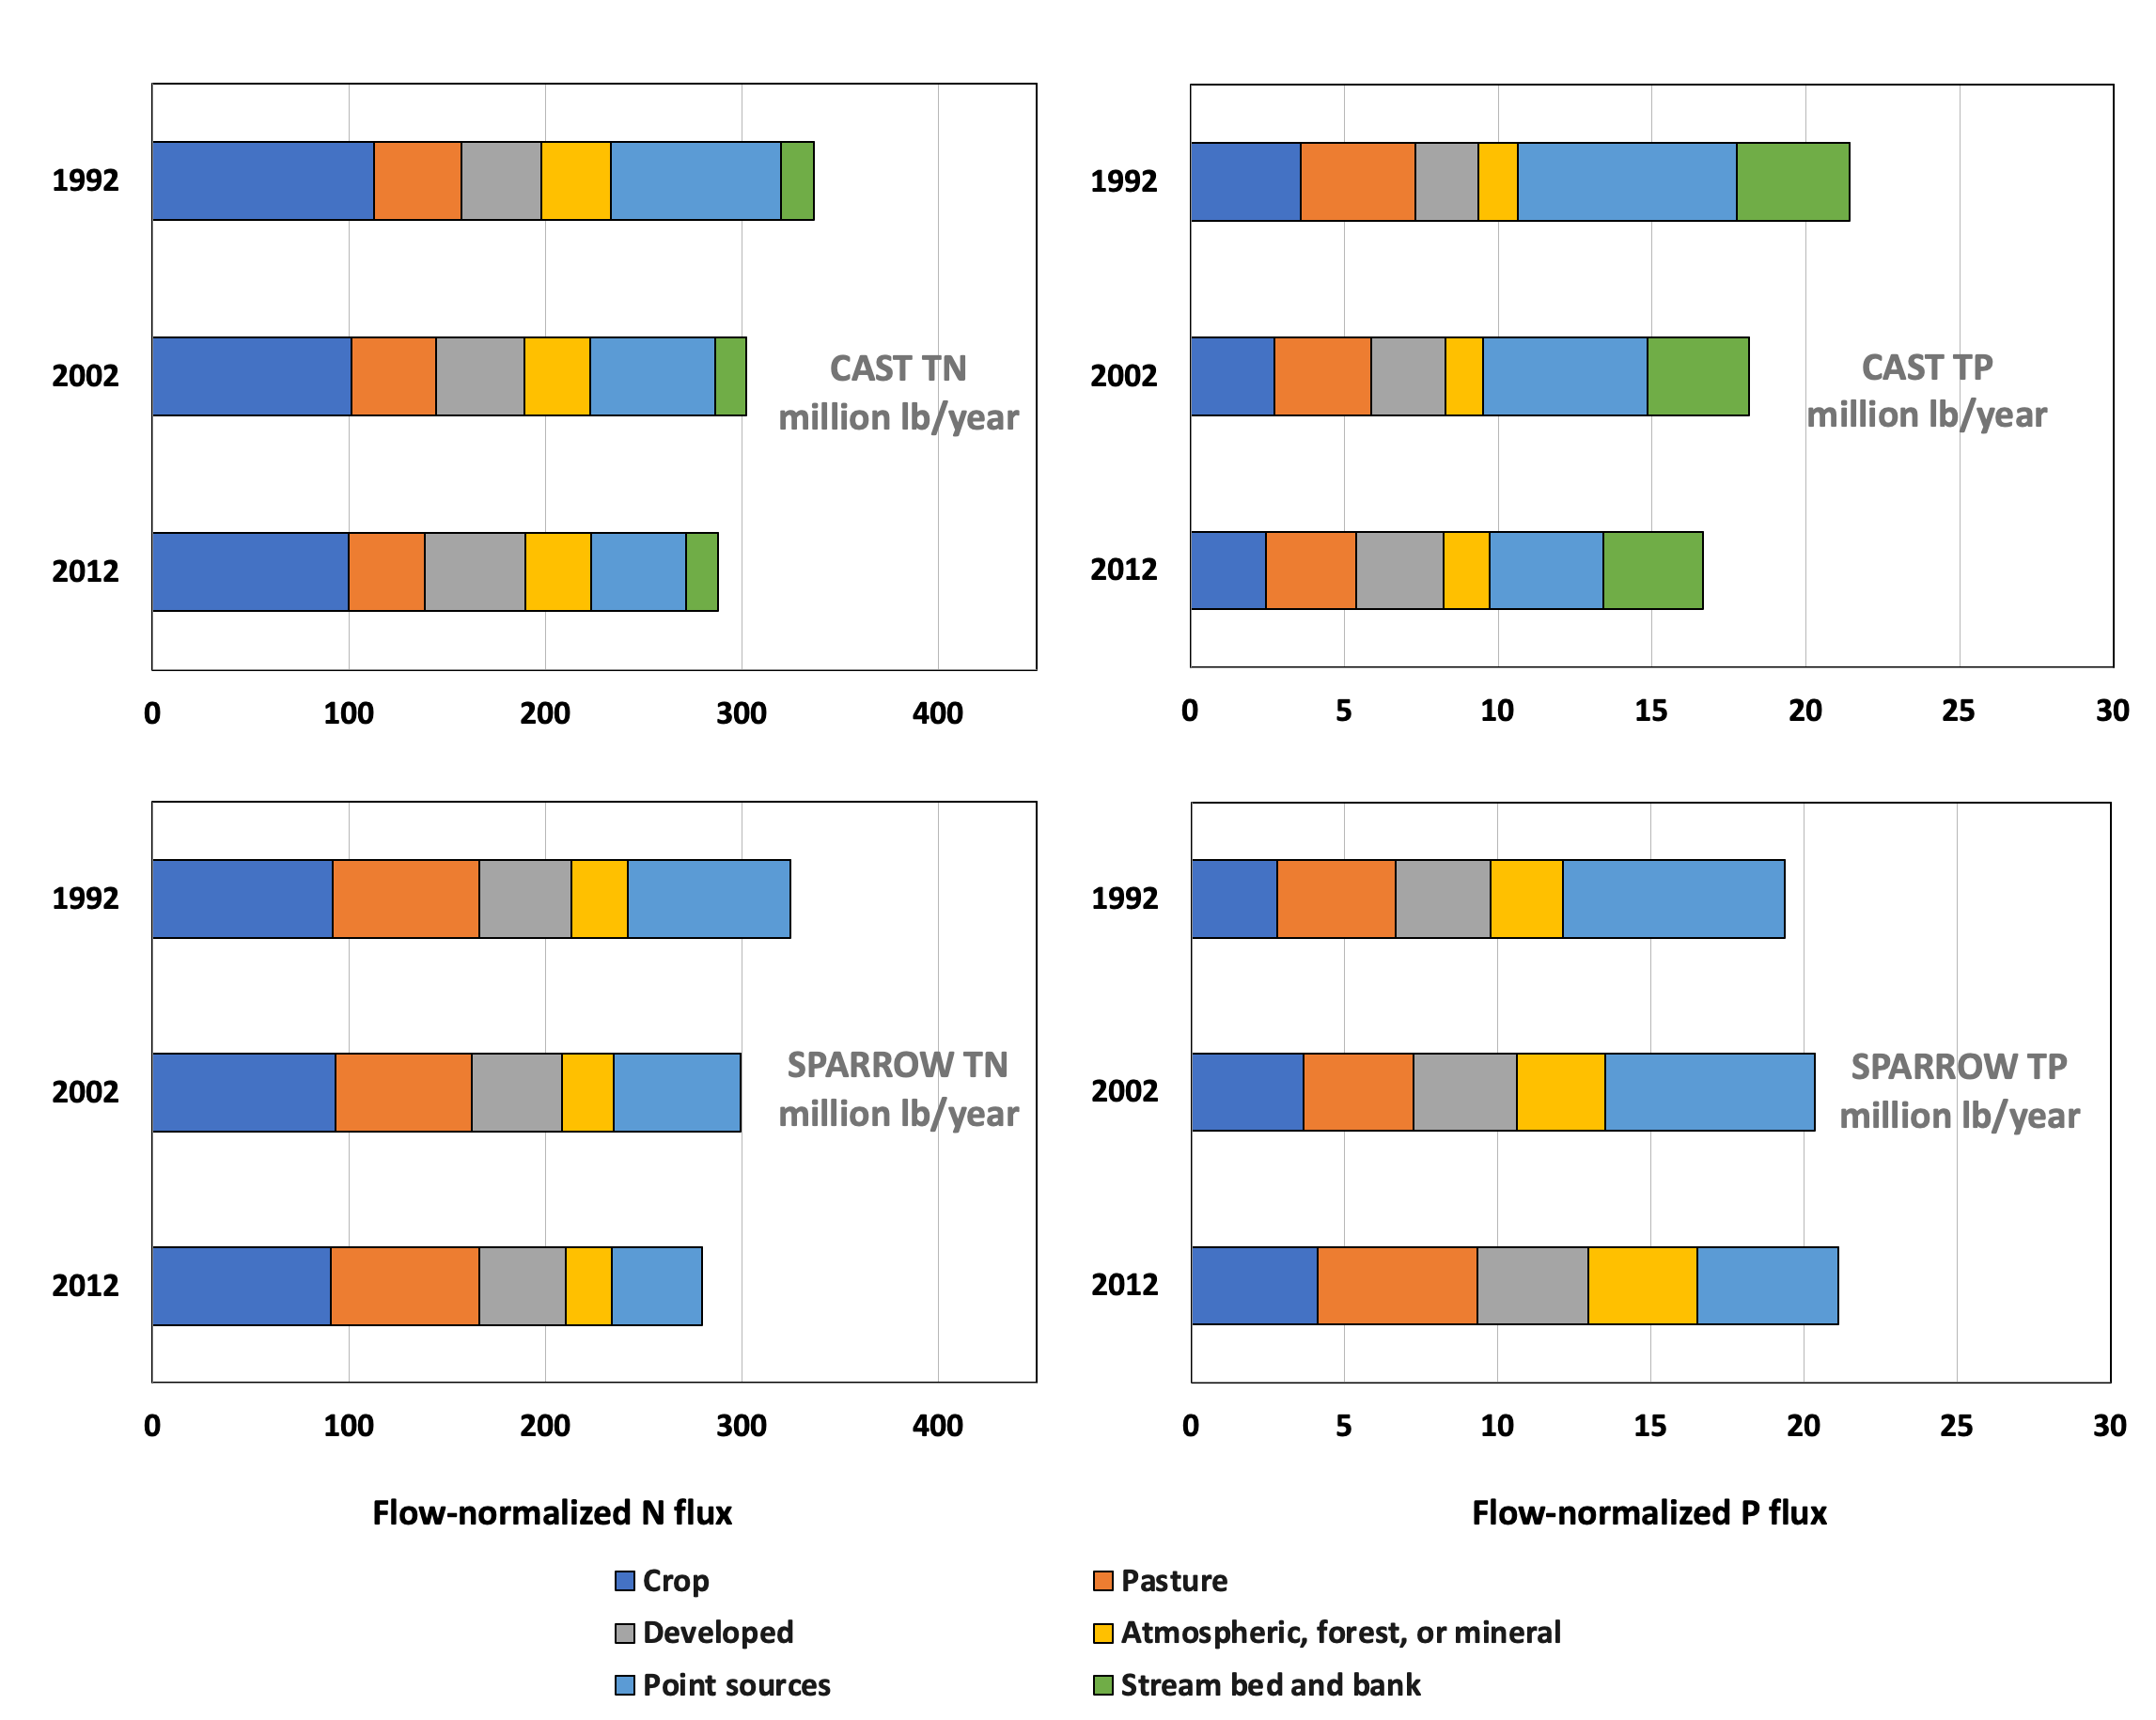 1992
2002
2012
CAST TN
million lb/year
0 100 200 300 400
1992
2002
2012
CAST TP
million lb/year
0 5 10 15 20 25 30
1992
2002
2012
SPARROW TN
million lb/year
0 100 200 300 400
Flow-normalized N flux
1992
2002
2012
SPARROW TP
million lb/year
0 5 10 15 20 25 30
Flow-normalized P flux
Crop
Pasture
Developed
Atmospheric, forest, or mineral
Point sources
Stream bed and bank